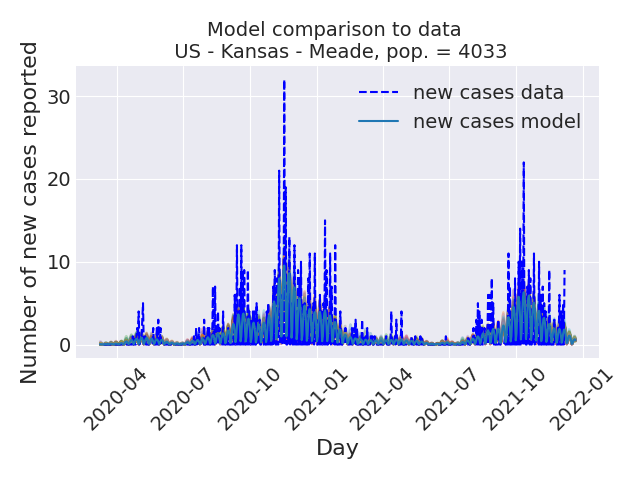 Model comparison to data
US - Kansas - Meade, pop. = 4033
Number of new cases reported
30
20
10
0
new cases data
new cases model
2020-04
2020-07
2020-10
2021-01
2021-04
2021-07
2021-10
2022-01
Day